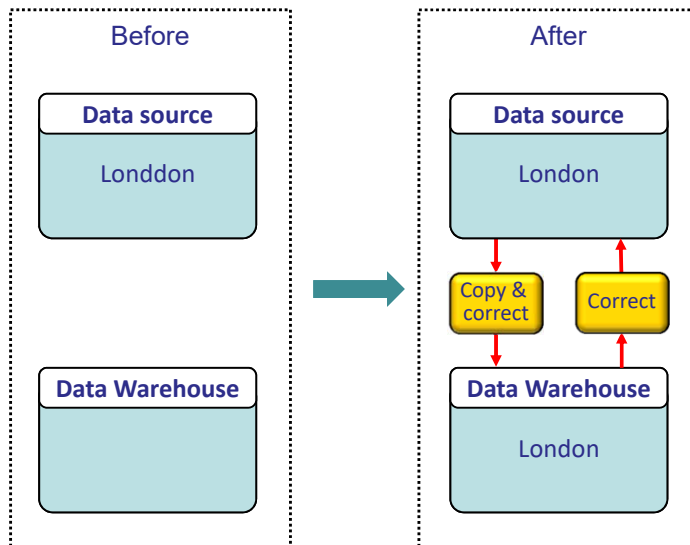 Before
Data source
Londdon
Data Warehouse
After
Data source
London
Copy &
correct
Correct
Data Warehouse
London